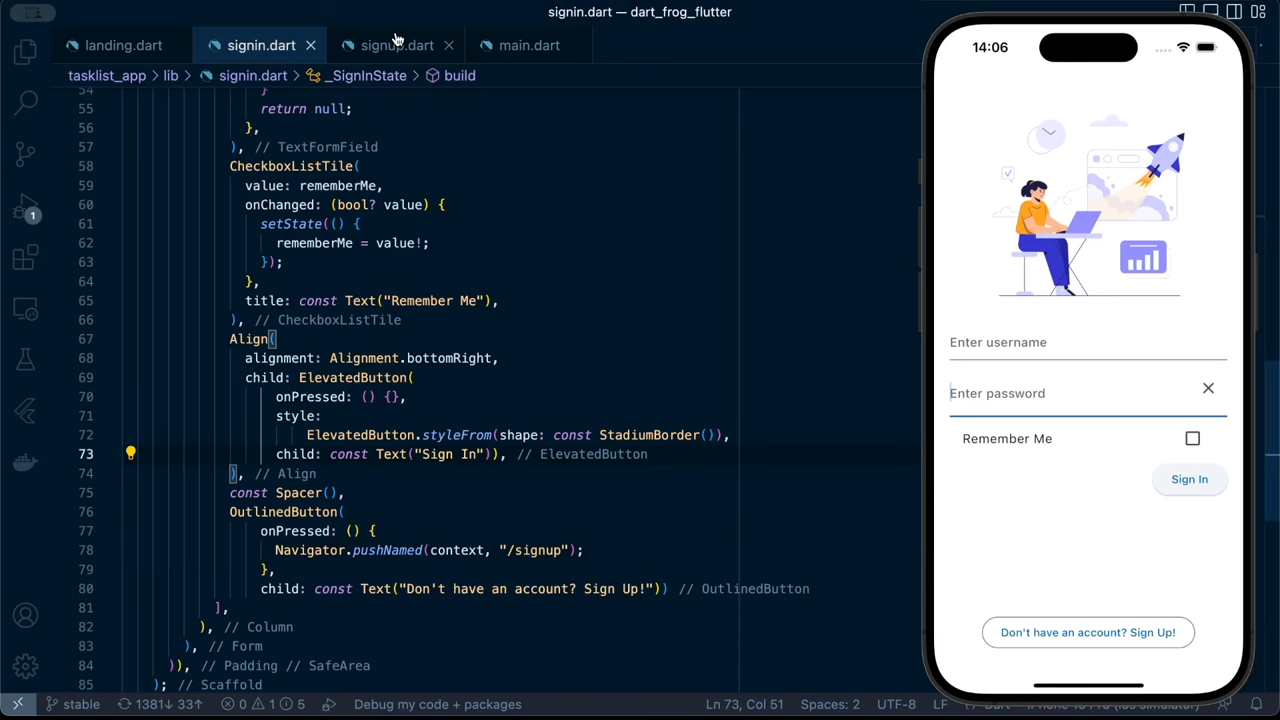 signin.dart — dart_frog_flutter
landing.dart
signin.dart
signup.dart
main.dart
tasklist_app > lib > signin.dart > _SignInState > build
54 }
55 return null;
56 },
57 ), // TextFormField
58 CheckboxListTile(
59 value: rememberMe,
60 onChanged: (bool? value) {
61 setState(() {
62 rememberMe = value!;
63 });
64 },
65 title: const Text("Remember Me"),
66 ), // CheckboxListTile
67 Align(
68 alignment: Alignment.bottomRight,
69 child: ElevatedButton(
70 onPressed: () {},
71 style:
72 ElevatedButton.styleFrom(shape: const StadiumBorder()),
73 child: const Text("Sign In")), // ElevatedButton
74 ), // Align
75 const Spacer(),
76 OutlinedButton(
77 onPressed: () {
78 Navigator.pushNamed(context, "/signup");
79 },
80 child: const Text("Don't have an account? Sign Up!")) // OutlinedButton
81 ],
82 ), // Column
83 ), // Form
84 )), // Padding // SafeArea
85 ); // Scaffold
1
14:06
Enter username
Enter password
Remember Me
Sign In
Don't have an account? Sign Up!
stable 1381↓ 33↑ 0 1 5 Debug my code + packages Ln 73, Col 51 Spaces: 2 UTF-8 LF